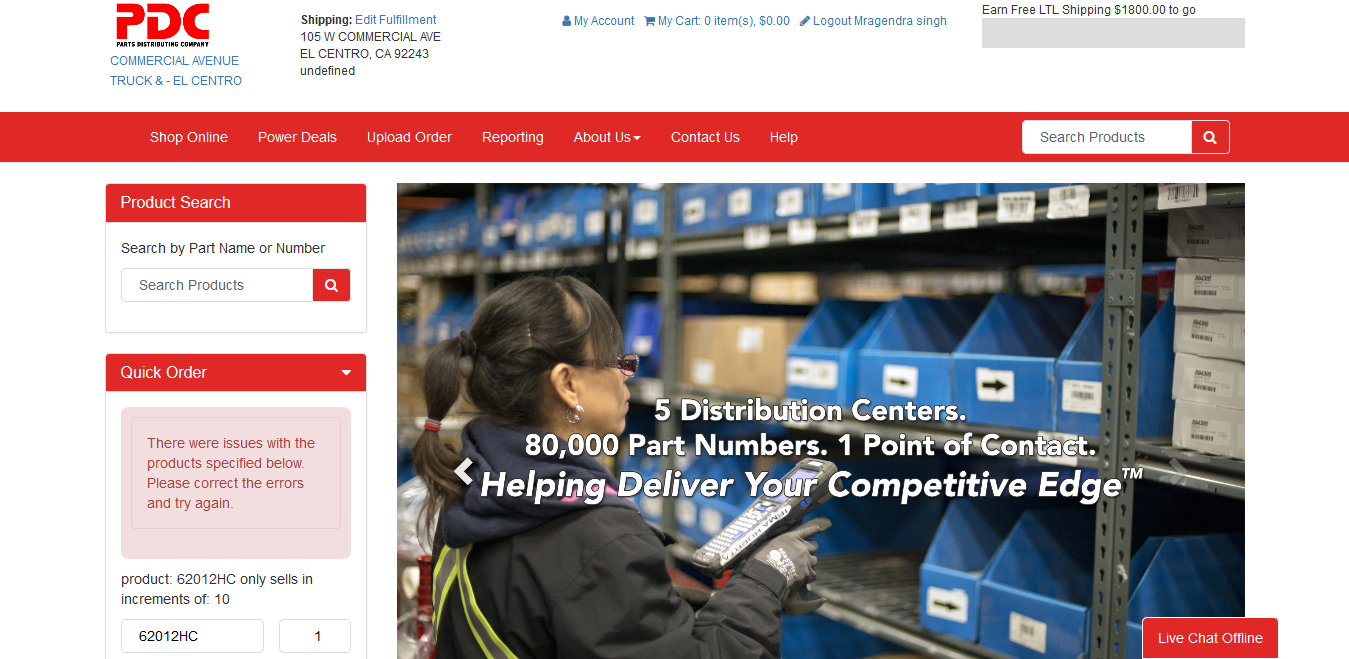 PDC
PARTS DISTRIBUTING COMPANY
COMMERCIAL AVENUE
TRUCK & - EL CENTRO
Shipping: Edit Fulfillment
105 W COMMERCIAL AVE
EL CENTRO, CA 92243
undefined
My Account My Cart: 0 item(s), $0.00 Logout Mragendra singh
Earn Free LTL Shipping $1800.00 to go
Shop Online Power Deals Upload Order Reporting About Us Contact Us Help
Search Products
Product Search
Search by Part Name or Number
Search Products
Quick Order
There were issues with the
products specified below.
Please correct the errors
and try again.
product: 62012HC only sells in
increments of: 10
62012HC 1
5 Distribution Centers.
80,000 Part Numbers. 1 Point of Contact.
Helping Deliver Your Competitive Edge™
Live Chat Offline